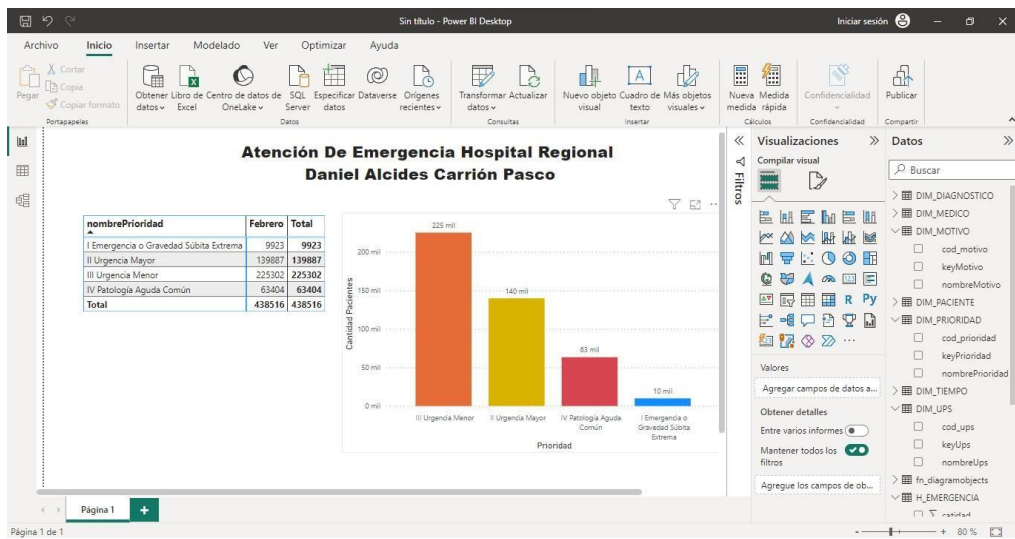 Sin título - Power BI Desktop
Iniciar sesión
Archivo Inicio Insertar Modelado Ver Optimizar Ayuda
Pegar
Cortar
Copia
Copiar formato
Portapapeles
Obtener datos
Libro de Excel
Centro de datos de OneLake
SQL Server
Especificar datos
Dataverse
Orígenes recientes
Datos
Transformar datos
Actualizar
Consultas
Nuevo objeto visual
Cuadro de texto
Más objetos visuales
Insertar
Nueva medida
Medida rápida
Cálculos
Confidencialidad
Confidencialidad
Publicar
Compartir
Atención De Emergencia Hospital Regional
Daniel Alcides Carrión Pasco
nombrePrioridad Febrero Total
I Emergencia o Gravedad Súbita Extrema 9923 9923
II Urgencia Mayor 139887 139887
III Urgencia Menor 225302 225302
IV Patología Aguda Común 63404 63404
Total 438516 438516
Cantidad Pacientes
200 mil
150 mil
100 mil
50 mil
0 mil
225 mil
140 mil
63 mil
10 mil
III Urgencia Menor
II Urgencia Mayor
IV Patología Aguda
Común
I Emergencia o
Gravedad Súbita
Extrema
Prioridad
Filtros
Visualizaciones
Compilar visual
R Py
123
Valores
Agregar campos de datos a...
Obtener detalles
Entre varios informes
Mantener todos los
filtros
Agregue los campos de ob...
Datos
Buscar
DIM_DIAGNOSTICO
DIM_MEDICO
DIM_MOTIVO
cod_motivo
keyMotivo
nombreMotivo
DIM_PACIENTE
DIM_PRIORIDAD
cod_prioridad
keyPrioridad
nombrePrioridad
DIM_TIEMPO
DIM_UPS
cod_ups
keyUps
nombreUps
fn_diagramobjects
H_EMERGENCIA
∑ catidad
Página 1
Página 1 de 1
80 %